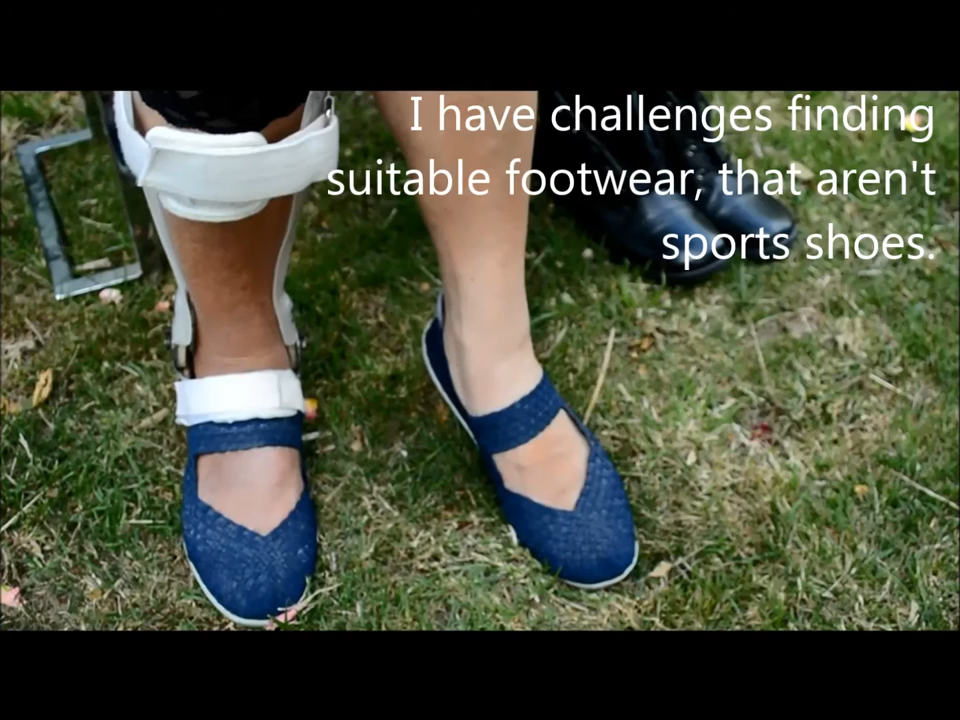 I have challenges finding
suitable footwear, that aren't
sports shoes.